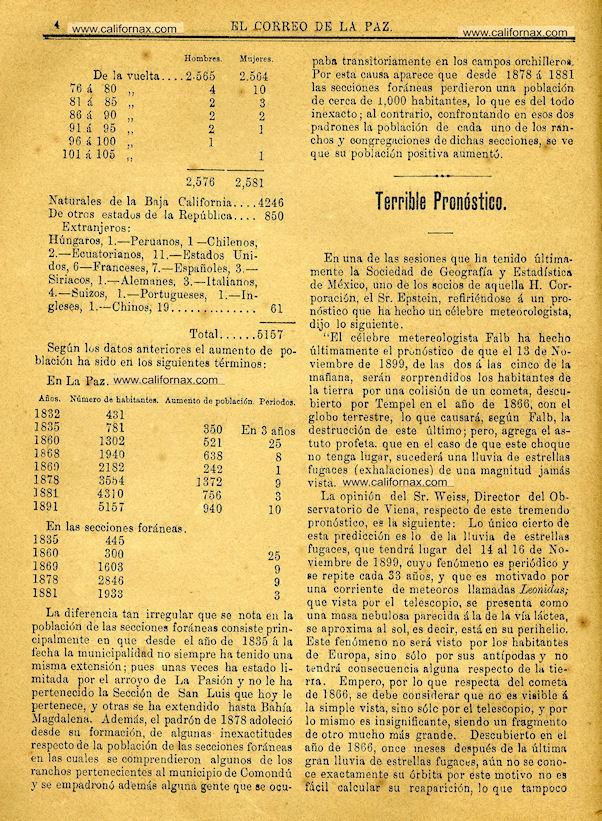 4
EL CORREO DE LA PAZ.
www.californax.com
www.californax.com
Hombres. Mujeres.
De la vuelta.... 2.565 2.564
76 á 80 ,, 4 10
81 á 85 ,, 2 3
86 á 90 ,, 2 2
91 á 95 ,, 2 1
96 á 100 ,, 1
101 á 105 ,, 1
2,576 2,581
Naturales de la Baja California....4246
De otros estados de la República.... 850
Extranjeros:
Húngaros, 1.—Peruanos, 1—Chilenos,
2.—Ecuatorianos, 11.—Estados Uni-
dos, 6—Franceses, 7.—Españoles, 3.—
Siriacos, 1.—Alemanes, 3.—Italianos,
4.—Suizos, 1.—Portugueses, 1.—In-
gleses, 1.—Chinos, 19............... 61
Total......5157
Según los datos anteriores el aumento de po-
blación ha sido en los siguientes términos:
En La Paz. www.californax.com
Años. Número de habitantes. Aumento de población. Periodos.
1832 431
1835 781 350 En 3 años
1860 1302 521 25
1868 1940 638 8
1869 2182 242 1
1878 3554 1372 9
1881 4310 756 3
1891 5157 940 10
En las secciones foráneas.
1835 445
1860 300 25
1869 1603 9
1878 2846 9
1881 1933 3
La diferencia tan irregular que se nota en la
población de las secciones foráneas consiste prin-
cipalmente en que desde el año de 1835 á la
fecha la municipalidad no siempre ha tenido una
misma extensión; pues unas veces ha estado li-
mitada por el arroyo de La Pasión y no le ha
pertenecido la Sección de San Luis que hoy le
pertenece, y otras se ha extendido hasta Bahía
Magdalena. Además, el padrón de 1878 adoleció
desde su formación, de algunas inexactitudes
respecto de la población de las secciones foráneas
en las cuales se comprendieron algunos de los
ranchos pertenecientes al municipio de Comondú
y se empadronó además alguna gente que se ocu-
paba transitoriamente en los campos orchilleros.
Por esta causa aparece que desde 1878 á 1881
las secciones foráneas perdieron una población
de cerca de 1,000 habitantes, lo que es del todo
inexacto; al contrario, confrontando en esos dos
padrones la población de cada uno de los ran-
chos y congregaciones de dichas secciones, se ve
que su población positiva aumentó.
Terrible Pronóstico.
En una de las sesiones que ha tenido última-
mente la Sociedad de Geografía y Estadística
de México, uno de los socios de aquella H. Cor-
poración, el Sr. Epstein, refiriéndose á un pro-
nóstico que ha hecho un célebre meteorologista,
dijo lo siguiente.
"El célebre metereologista Falb ha hecho
últimamente el pronóstico de que el 13 de No-
viembre de 1899, de las dos á las cinco de la
mañana, serán sorprendidos los habitantes de
la tierra por una colisión de un cometa, descu-
bierto por Tempel en el año de 1866, con el
globo terrestre, lo que causará, según Falb, la
destrucción de este último; pero, agrega el as-
tuto profeta. que en el caso de que este choque
no tenga lugar, sucederá una lluvia de estrellas
fugaces (exhalaciones) de una magnitud jamás
vista. www.californax.com
La opinión del Sr. Weiss, Director del Ob-
servatorio de Viena, respecto de este tremendo
pronóstico, es la siguiente: Lo único cierto de
esta predicción es lo de la lluvia de estrellas
fugaces, que tendrá lugar del 14 al 16 de No-
viembre de 1899, cuyo fenómeno es periódico y
se repite cada 33 años, y que es motivado por
una corriente de meteoros llamadas Leonidas;
que vista por el telescopio, se presenta como
una masa nebulosa parecida á la de vía láctea,
se aproxima al sol, es decir, está en su perihelio.
Este fenómeno no será visto por los habitantes
de Europa, sino sólo por sus antípodas y no
tendrá consecuencia alguna respecto de la tie-
rra. Empero, por lo que respecta del cometa
de 1866, se debe considerar que no es visible á
la simple vista, sino sólo por el telescopio, y por
lo mismo es insignificante, siendo un fragmento
de otro mucho más grande. Descubierto en el
año de 1866, once meses después de la última
gran lluvia de estrellas fugaces, aún no se cono-
ce exactamente su órbita por este motivo no es
fácil calcular su reaparición, lo que tampoco